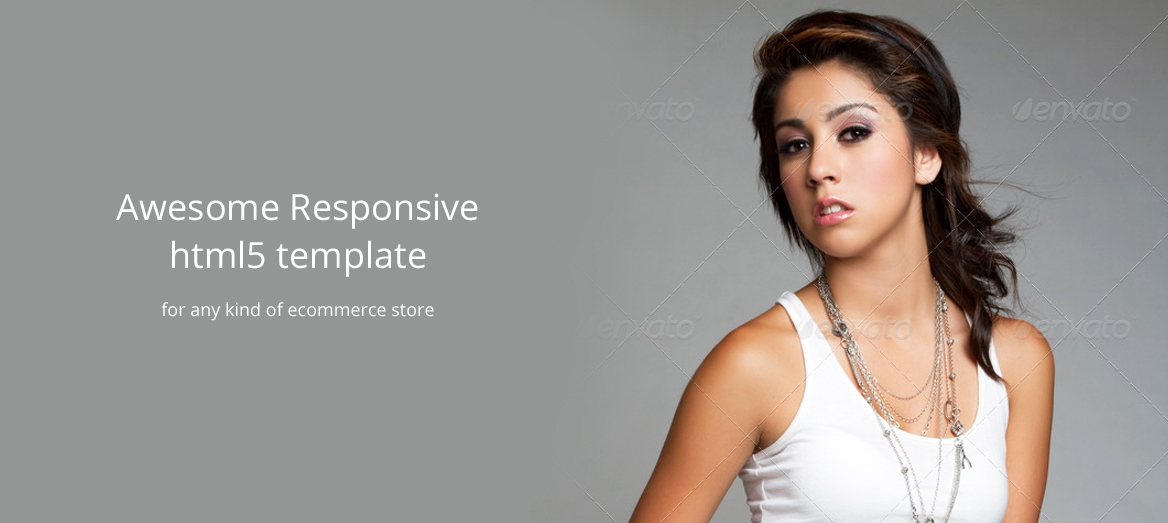 Awesome Responsive
html5 template
for any kind of ecommerce store
envato
envato
envato
envato
envato
envato